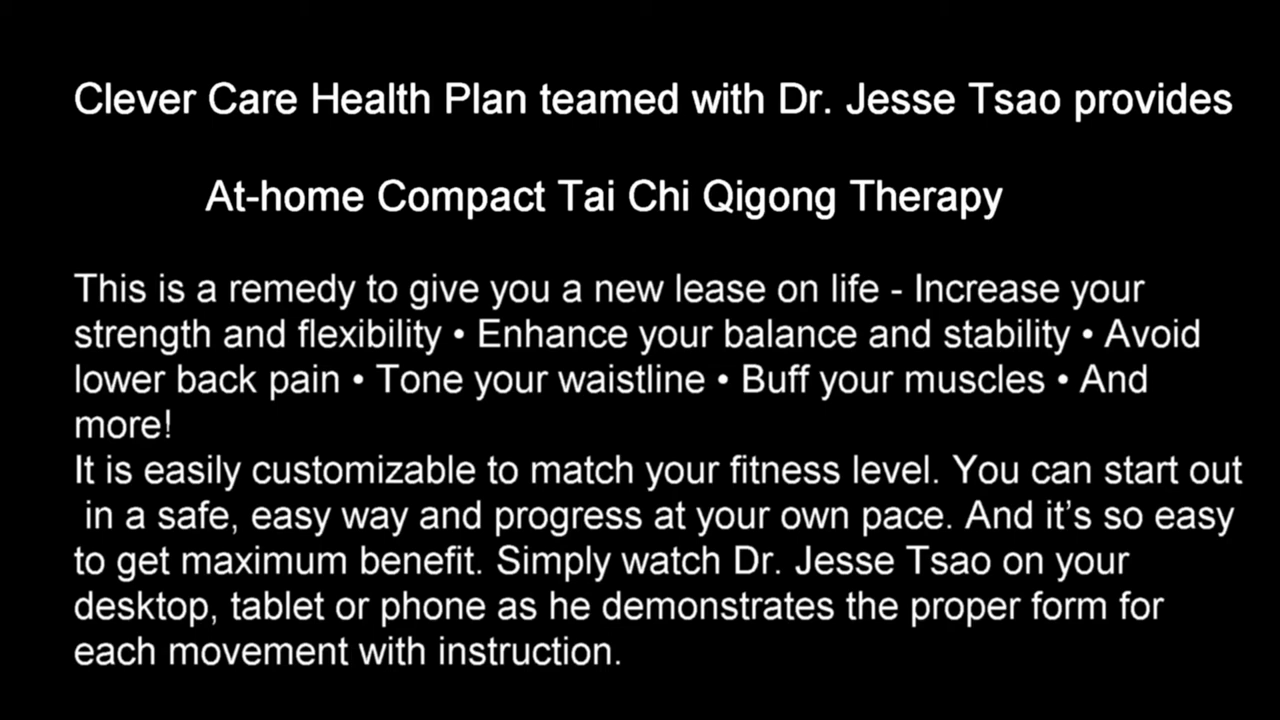 Clever Care Health Plan teamed with Dr. Jesse Tsao provides
At-home Compact Tai Chi Qigong Therapy
This is a remedy to give you a new lease on life - Increase your
strength and flexibility • Enhance your balance and stability • Avoid
lower back pain • Tone your waistline • Buff your muscles • And
more!
It is easily customizable to match your fitness level. You can start out
in a safe, easy way and progress at your own pace. And it’s so easy
to get maximum benefit. Simply watch Dr. Jesse Tsao on your
desktop, tablet or phone as he demonstrates the proper form for
each movement with instruction.